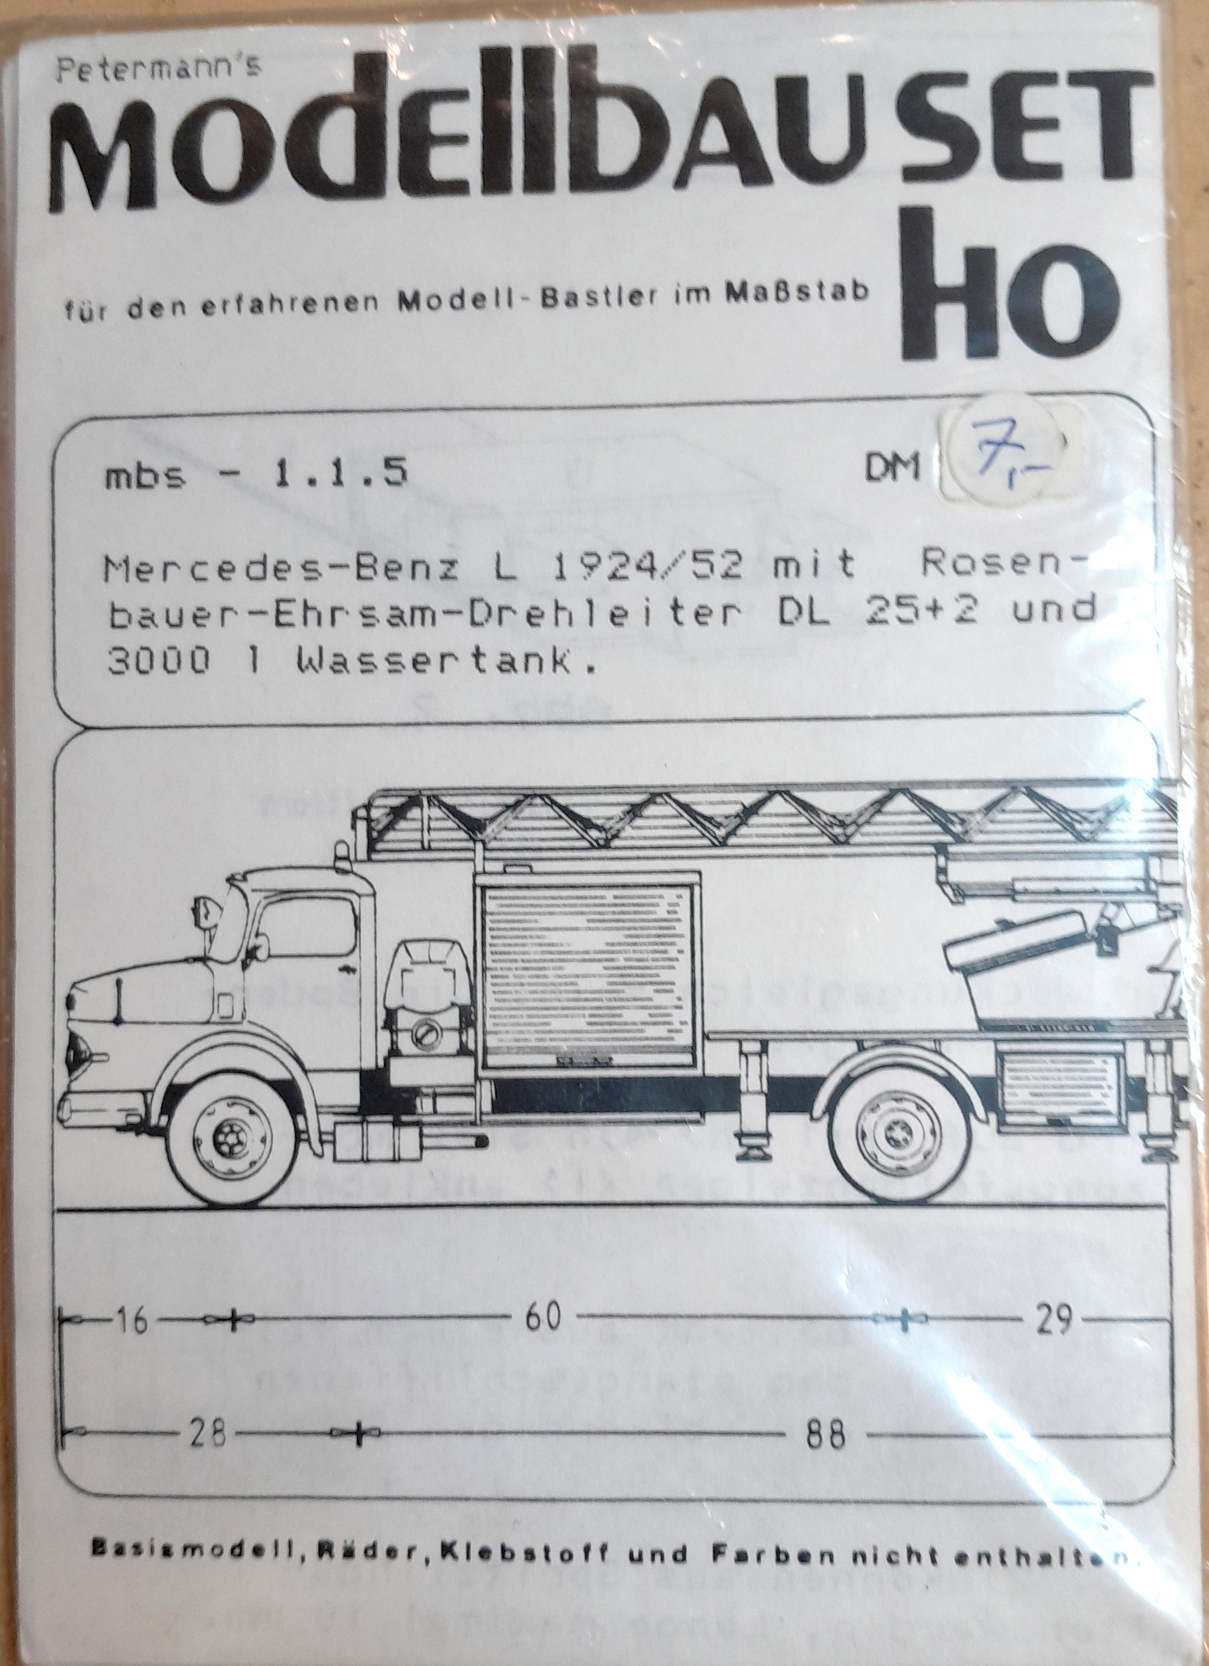 Petermann's
MODELLBAU SET
HO
für den erfahrenen Modell-Bastler im Maßstab
mbs - 1.1.5 DM 7,-
Mercedes-Benz L 1924/52 mit Rosen-
bauer-Ehrsam-Drehleiter DL 25+2 und
3000 l Wassertank.
16 60 29
28 88
Basismodell, Räder, Klebstoff und Farben nicht enthalten.